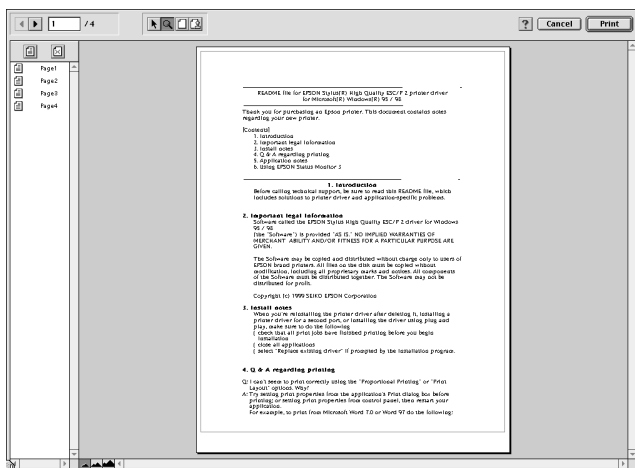 1 / 4
? Cancel Print
Page1
Page2
Page3
Page4
README file for EPSON Stylus(R) High Quality ESC/P 2 printer driver
for Microsoft(R) Windows(R) 95 / 98
Thank you for purchasing an Epson printer. This document contains notes
regarding your new printer.
[Contents]
1. Introduction
2. Important legal information
3. Install notes
4. Q & A regarding printing
5. Application notes
6. Using EPSON Status Monitor 3
1. Introduction
Before calling technical support, be sure to read this README file, which
includes solutions to printer driver and application-specific problems.
2. Important legal information
Software called the EPSON Stylus High Quality ESC/P 2 driver for Windows
95 / 98
(the "Software") is provided "AS IS." NO IMPLIED WARRANTIES OF
MERCHANT ABILITY AND/OR FITNESS FOR A PARTICULAR PURPOSE ARE
GIVEN.
The Software may be copied and distributed without charge only to users of
EPSON brand printers. All files on the disk must be copied without
modification, including all proprietary marks and notices. All components
of the Software must be distributed together. The Software may not be
distributed for profit.
Copyright (c) 1999 SEIKO EPSON Corporation
3. Install notes
When you're reinstalling the printer driver after deleting it, installing a
printer driver for a second port, or installing the driver using plug and
play, make sure to do the following
( check that all print jobs have finished printing before you begin
installation
( close all applications
( select "Replace existing driver" if prompted by the installation program.
4. Q & A regarding printing
Q: I can't seem to print correctly using the "Proportional Printing" or "Print
Layout" options. Why?
A: Try setting print properties from the application's Print dialog box before
printing; or setting print properties from control panel, then restart your
application.
For example, to print from Microsoft Word 7.0 or Word 97 do the following: